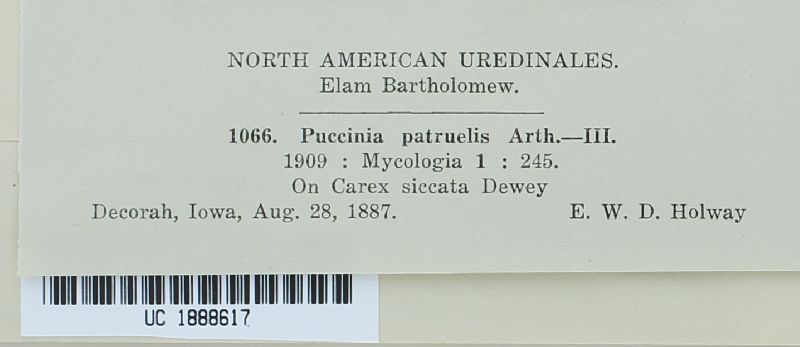 NORTH AMERICAN UREDINALES.
Elam Bartholomew.
1066. Puccinia patruelis Arth.—III.
1909 : Mycologia 1 : 245.
On Carex siccata Dewey
Decorah, Iowa, Aug. 28, 1887. E. W. D. Holway
UC 1888617